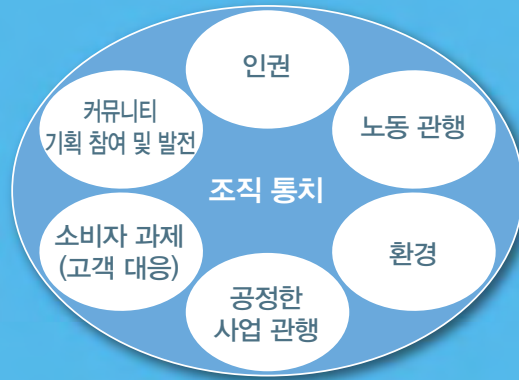 인권
커뮤니티
기획 참여 및 발전
노동 관행
조직 통치
소비자 과제
(고객 대응)
환경
공정한
사업 관행